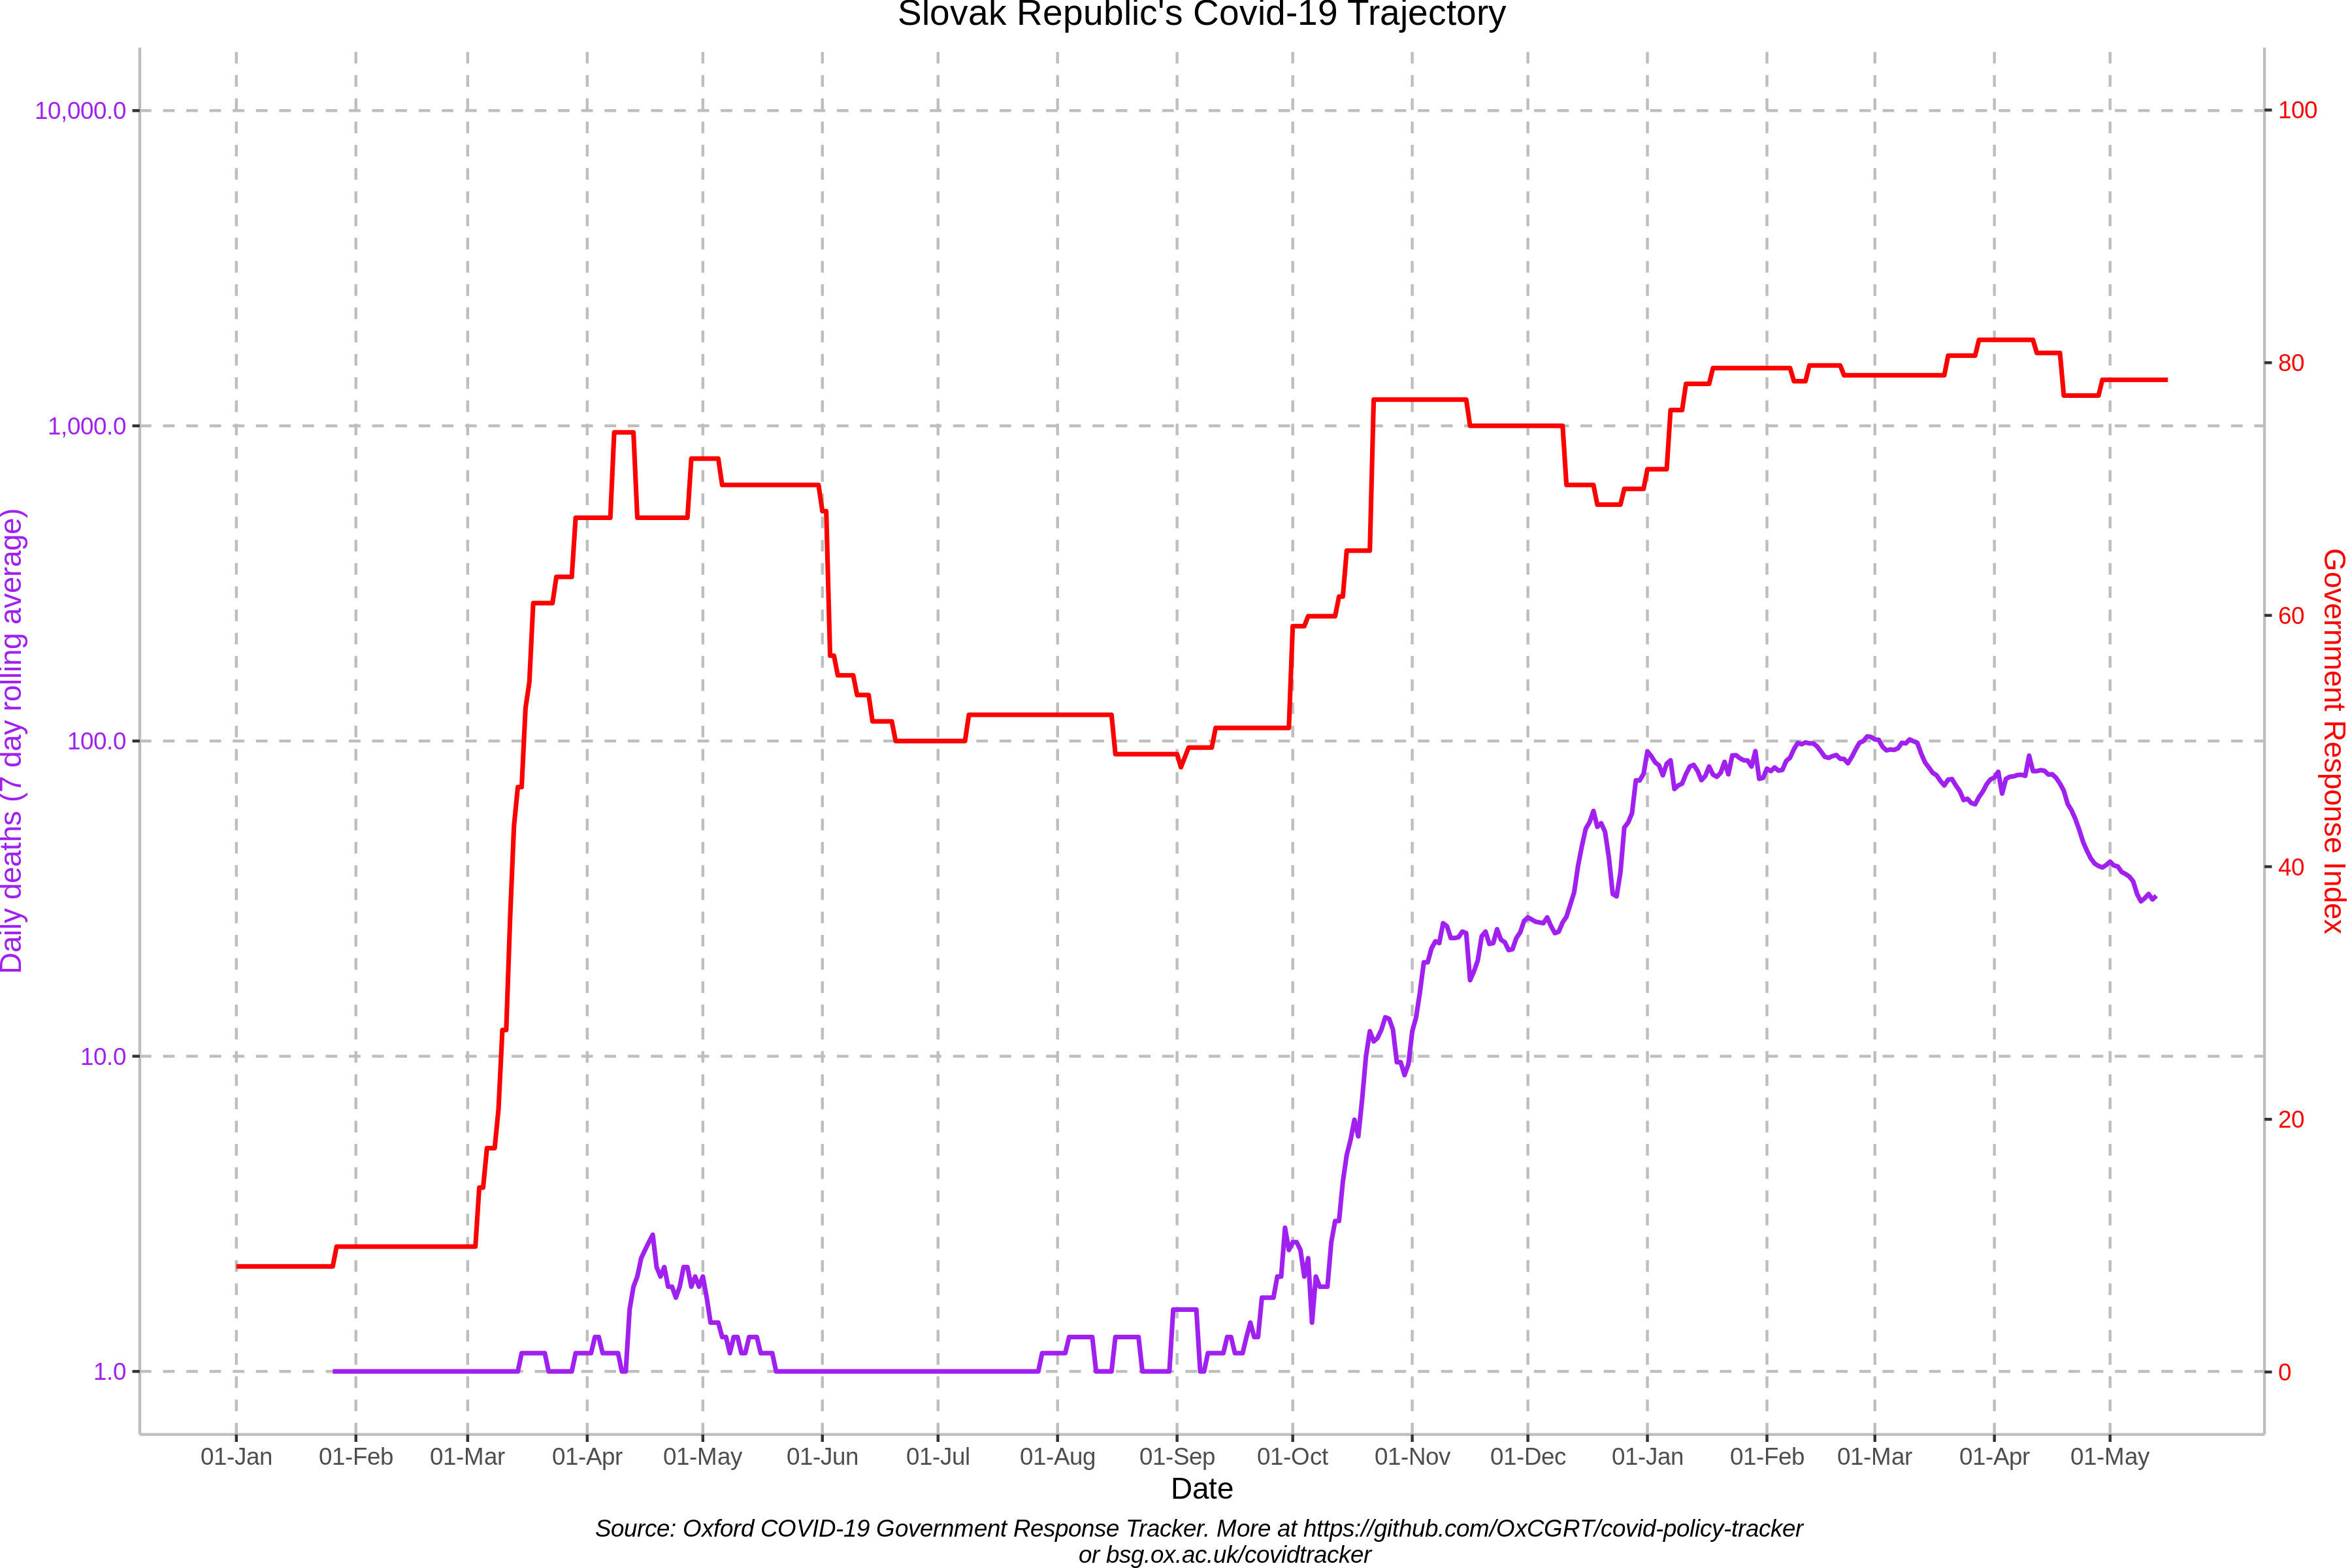 Slovak Republic's Covid-19 Trajectory
Daily deaths (7 day rolling average)
10,000.0
1,000.0
100.0
10.0
1.0
100
80
60
40
20
0
Government Response Index
01-Jan 01-Feb 01-Mar 01-Apr 01-May 01-Jun 01-Jul 01-Aug 01-Sep 01-Oct 01-Nov 01-Dec 01-Jan 01-Feb 01-Mar 01-Apr 01-May
Date
Source: Oxford COVID-19 Government Response Tracker. More at https://github.com/OxCGRT/covid-policy-tracker
or bsg.ox.ac.uk/covidtracker